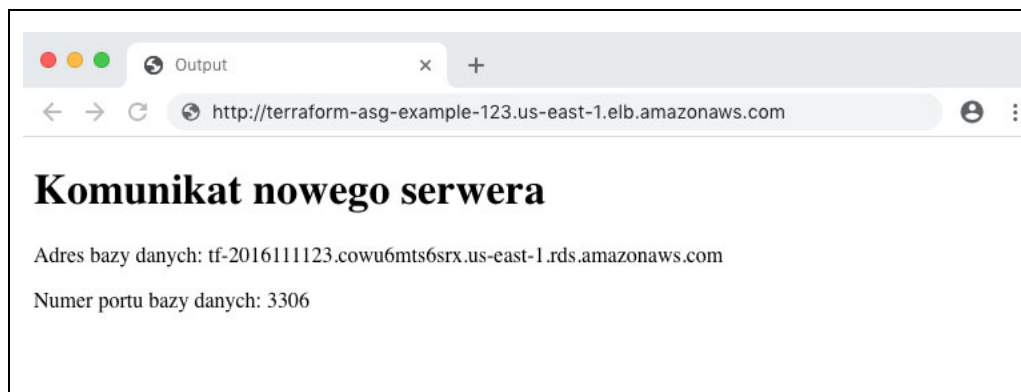 Output
http://terraform-asg-example-123.us-east-1.elb.amazonaws.com
Komunikat nowego serwera
Adres bazy danych: tf-2016111123.cowu6mts6srx.us-east-1.rds.amazonaws.com
Numer portu bazy danych: 3306